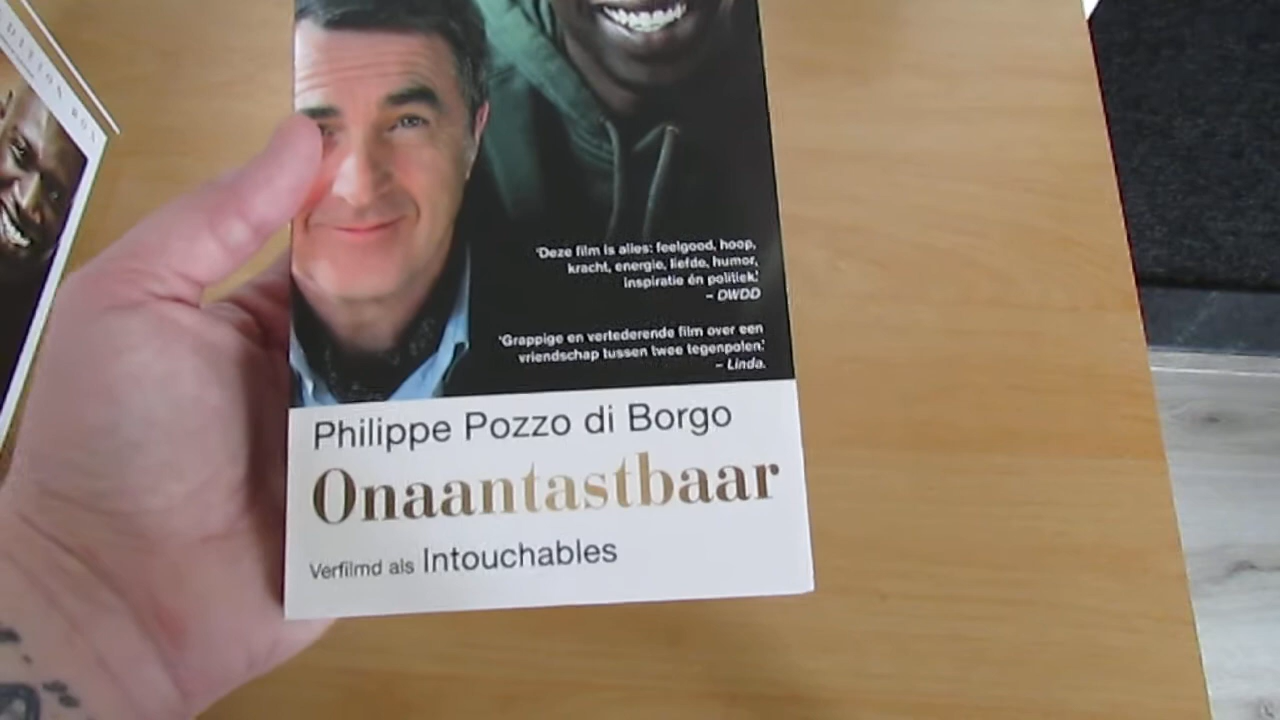 'Deze film is alles: feelgood, hoop,
kracht, energie, liefde, humor,
inspiratie én politiek.'
– DWDD
'Grappige en vertederende film over een
vriendschap tussen twee tegenpolen.'
– Linda.
Philippe Pozzo di Borgo
Onaantastbaar
Verfilmd als Intouchables